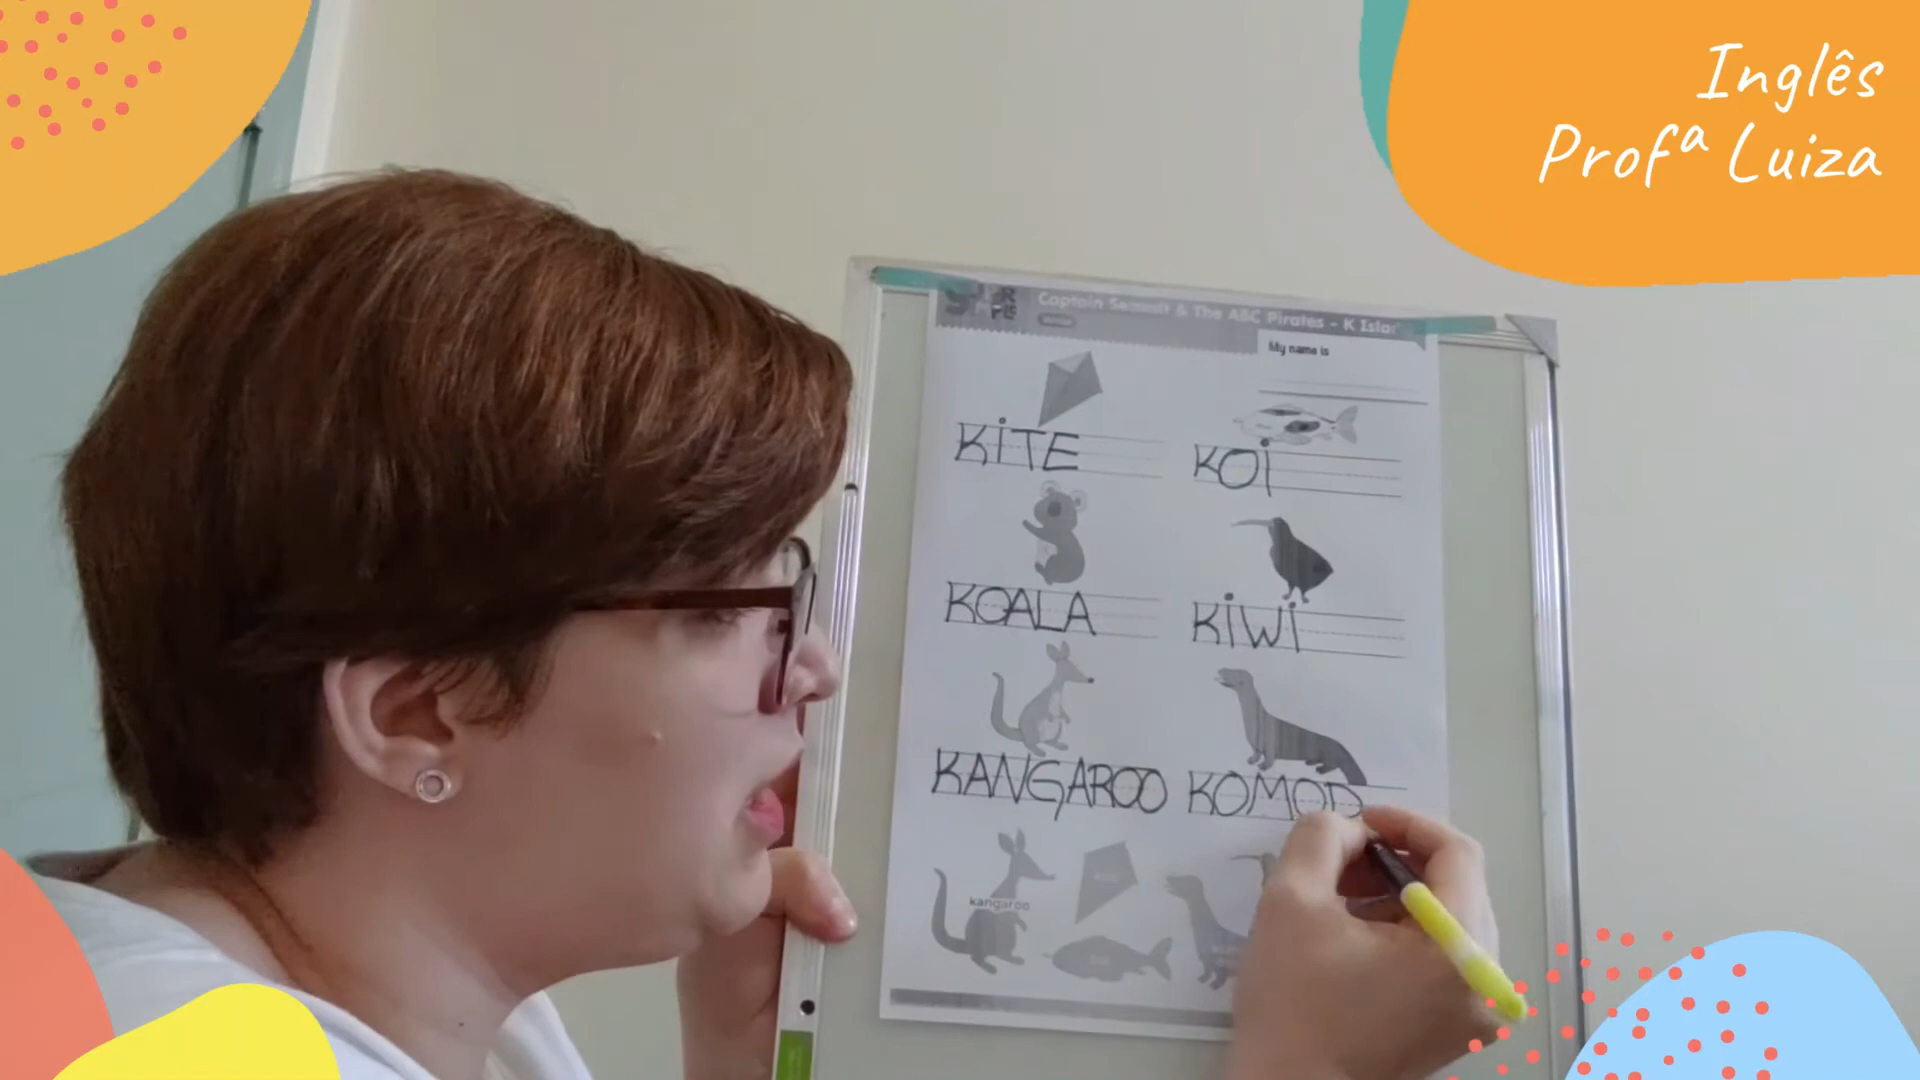 Inglês
Profª Luiza
Captain Seasalt & The ABC Pirates - K Islan
My name is
KiTE
KOi
KOALA
KiWi
KANGAROO
KOMOD
kangaroo